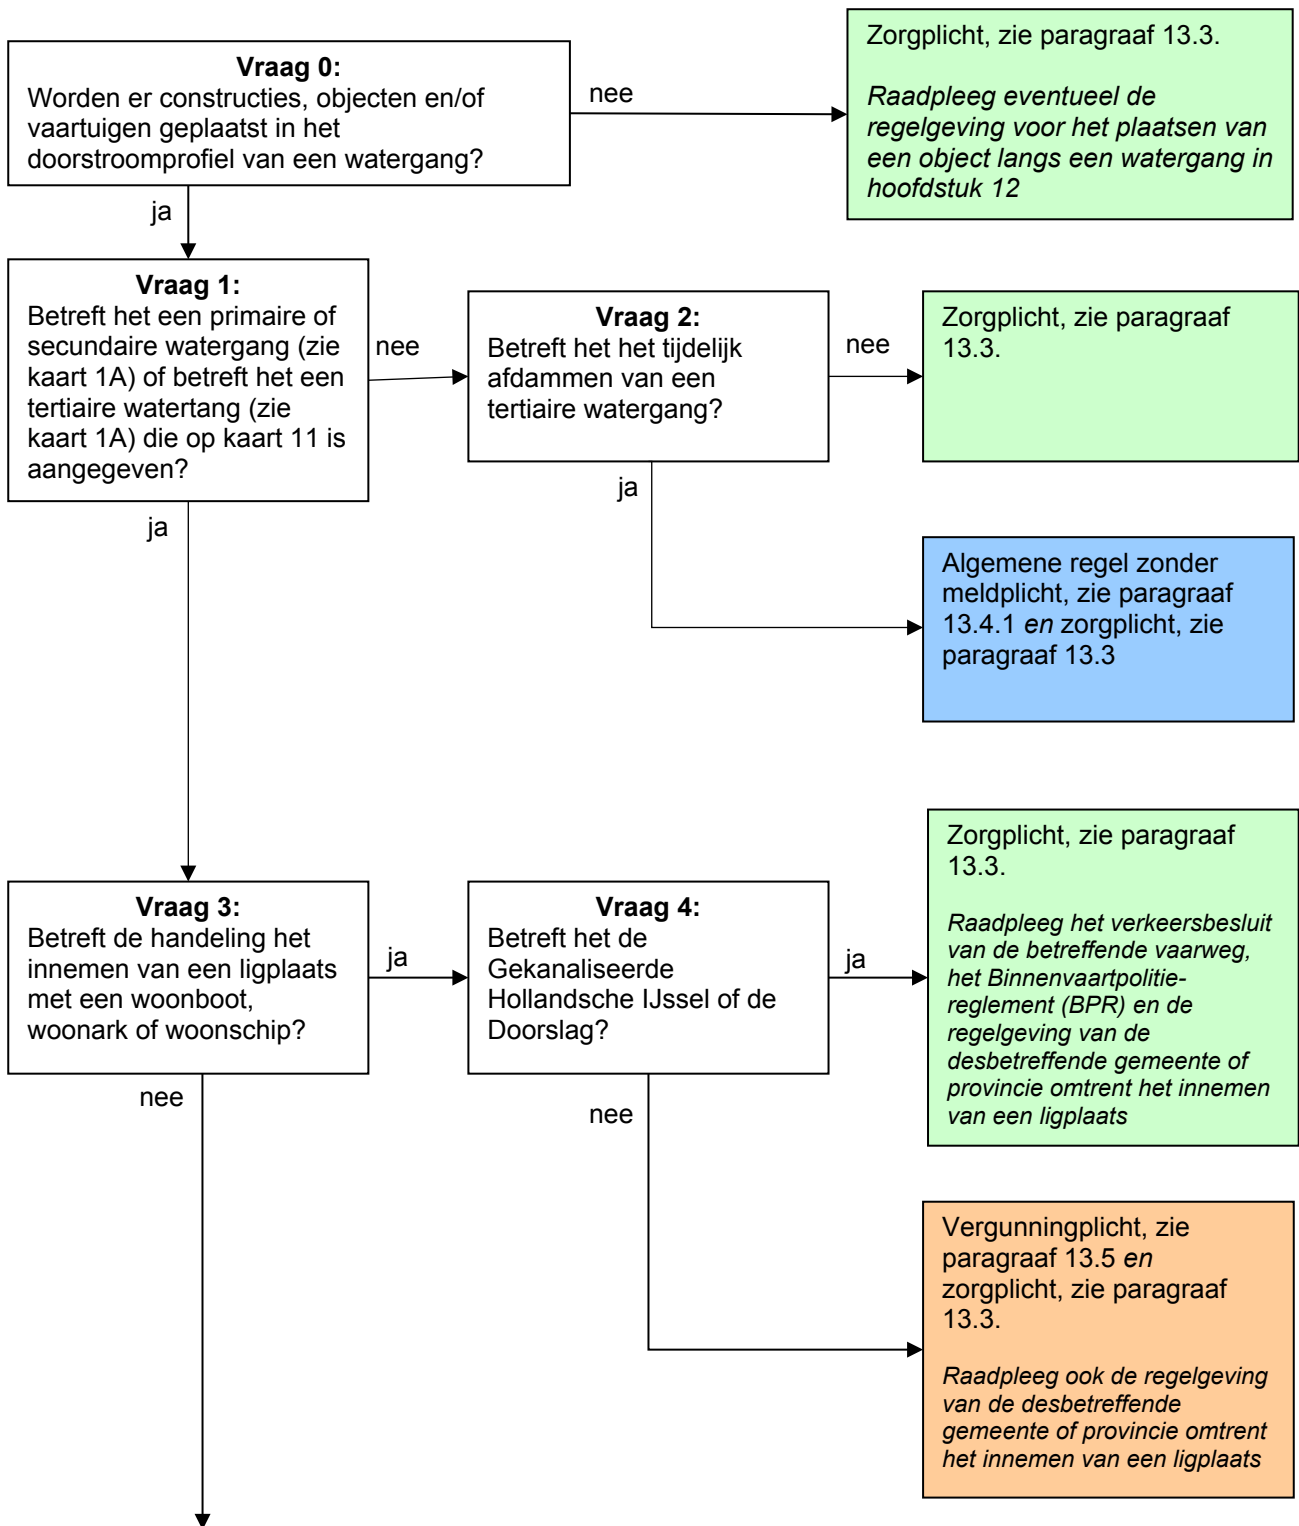 Vraag 0:
Worden er constructies, objecten en/of
vaartuigen geplaatst in het
doorstroomprofiel van een watergang?
nee
Zorgplicht, zie paragraaf 13.3.
Raadpleeg eventueel de
regelgeving voor het plaatsen van
een object langs een watergang in
hoofdstuk 12
ja
Vraag 1:
Betreft het een primaire of
secundaire watergang (zie
kaart 1A) of betreft het een
tertiaire watertang (zie
kaart 1A) die op kaart 11 is
aangegeven?
nee
Vraag 2:
Betreft het het tijdelijk
afdammen van een
tertiaire watergang?
nee
Zorgplicht, zie paragraaf
13.3.
ja
ja
Algemene regel zonder
meldplicht, zie paragraaf
13.4.1 en zorgplicht, zie
paragraaf 13.3
Vraag 3:
Betreft de handeling het
innemen van een ligplaats
met een woonboot,
woonark of woonschip?
ja
Vraag 4:
Betreft het de
Gekanaliseerde
Hollandsche IJssel of de
Doorslag?
ja
Zorgplicht, zie paragraaf
13.3.
Raadpleeg het verkeersbesluit
van de betreffende vaarweg,
het Binnenvaartpolitie-
reglement (BPR) en de
regelgeving van de
desbetreffende gemeente of
provincie omtrent het innemen
van een ligplaats
nee
nee
Vergunningplicht, zie
paragraaf 13.5 en
zorgplicht, zie paragraaf
13.3.
Raadpleeg ook de regelgeving
van de desbetreffende
gemeente of provincie omtrent
het innemen van een ligplaats